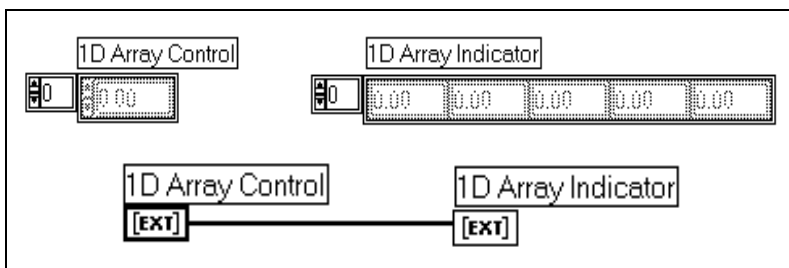 1D Array Control 1D Array Indicator
0 0.00 0 0.00 0.00 0.00 0.00 0.00
1D Array Control 1D Array Indicator
[EXT] [EXT]